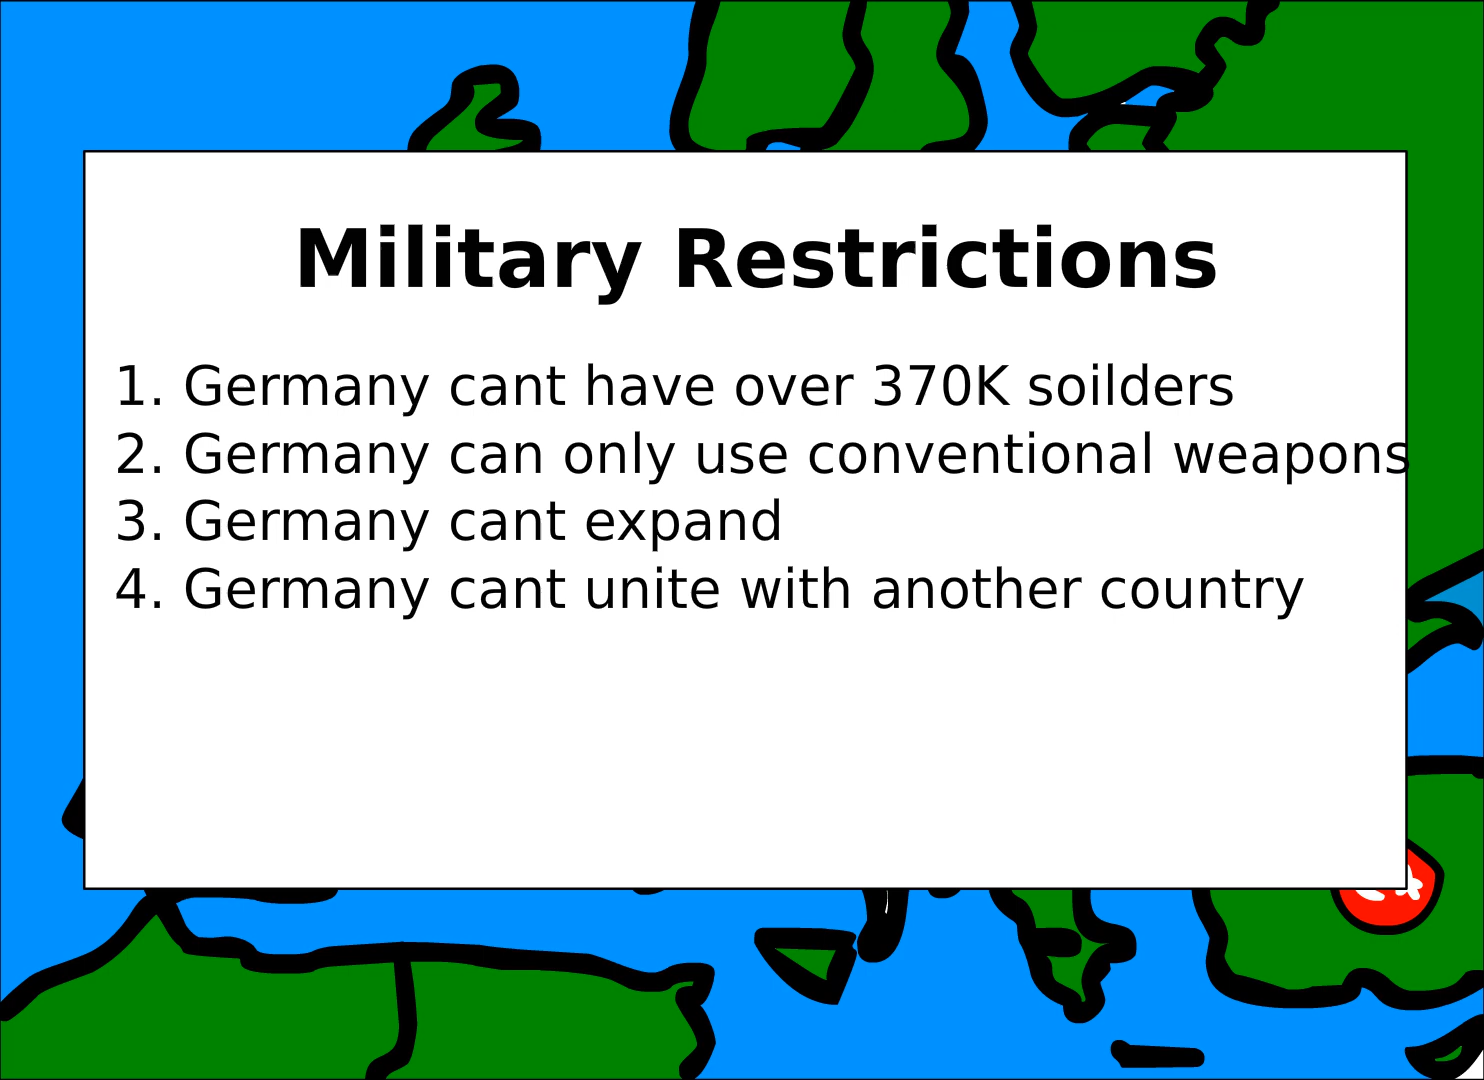 Military Restrictions
1. Germany cant have over 370K soilders
2. Germany can only use conventional weapons
3. Germany cant expand
4. Germany cant unite with another country